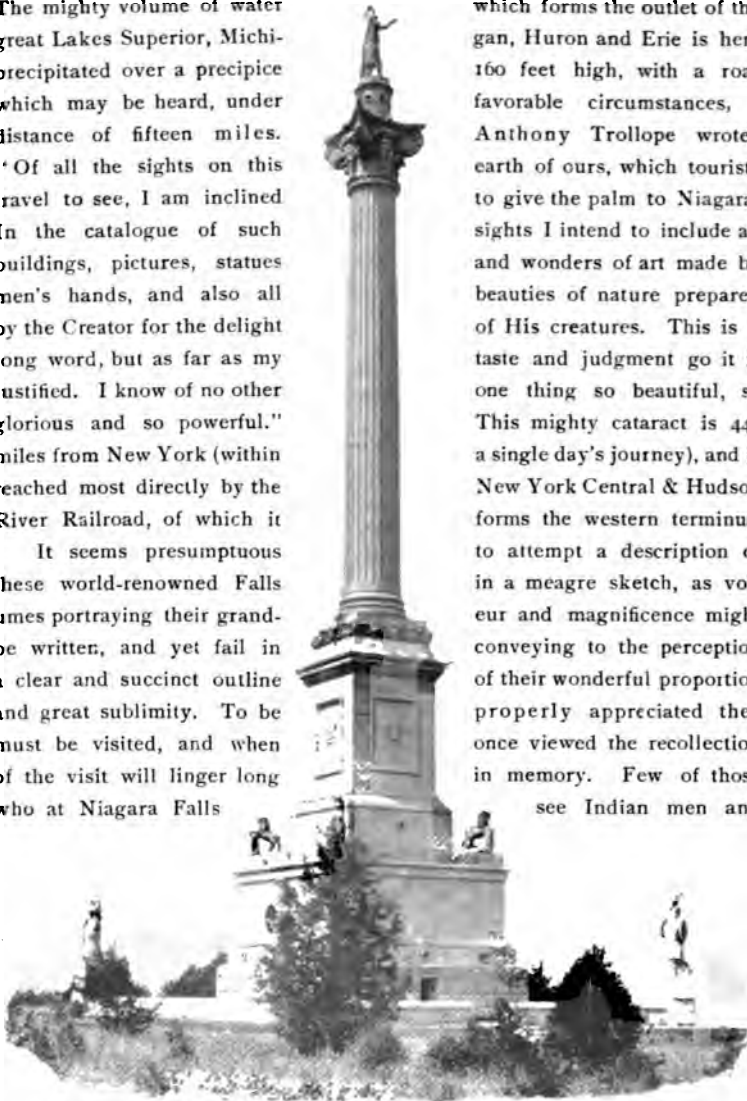 The mighty volume of water which forms the outlet of th
great Lakes Superior, Michi- gan, Huron and Erie is her
precipitated over a precipice 160 feet high, with a roa
which may be heard, under favorable circumstances,
distance of fifteen miles. Anthony Trollope wrote
"Of all the sights on this earth of ours, which tourist
travel to see, I am inclined to give the palm to Niagara
In the catalogue of such sights I intend to include a
buildings, pictures, statues and wonders of art made b
men's hands, and also all beauties of nature prepare
by the Creator for the delight of His creatures. This is
long word, but as far as my taste and judgment go it
justified. I know of no other one thing so beautiful, s
glorious and so powerful." This mighty cataract is 44
miles from New York (within a single day's journey), and
reached most directly by the New York Central & Hudso
River Railroad, of which it forms the western terminu
It seems presumptuous to attempt a description o
these world-renowned Falls in a meagre sketch, as vo
umes portraying their grand- eur and magnificence migh
be written, and yet fail in conveying to the perceptio
a clear and succinct outline of their wonderful proportio
and great sublimity. To be properly appreciated the
must be visited, and when once viewed the recollectio
of the visit will linger long in memory. Few of thos
who at Niagara Falls see Indian men an